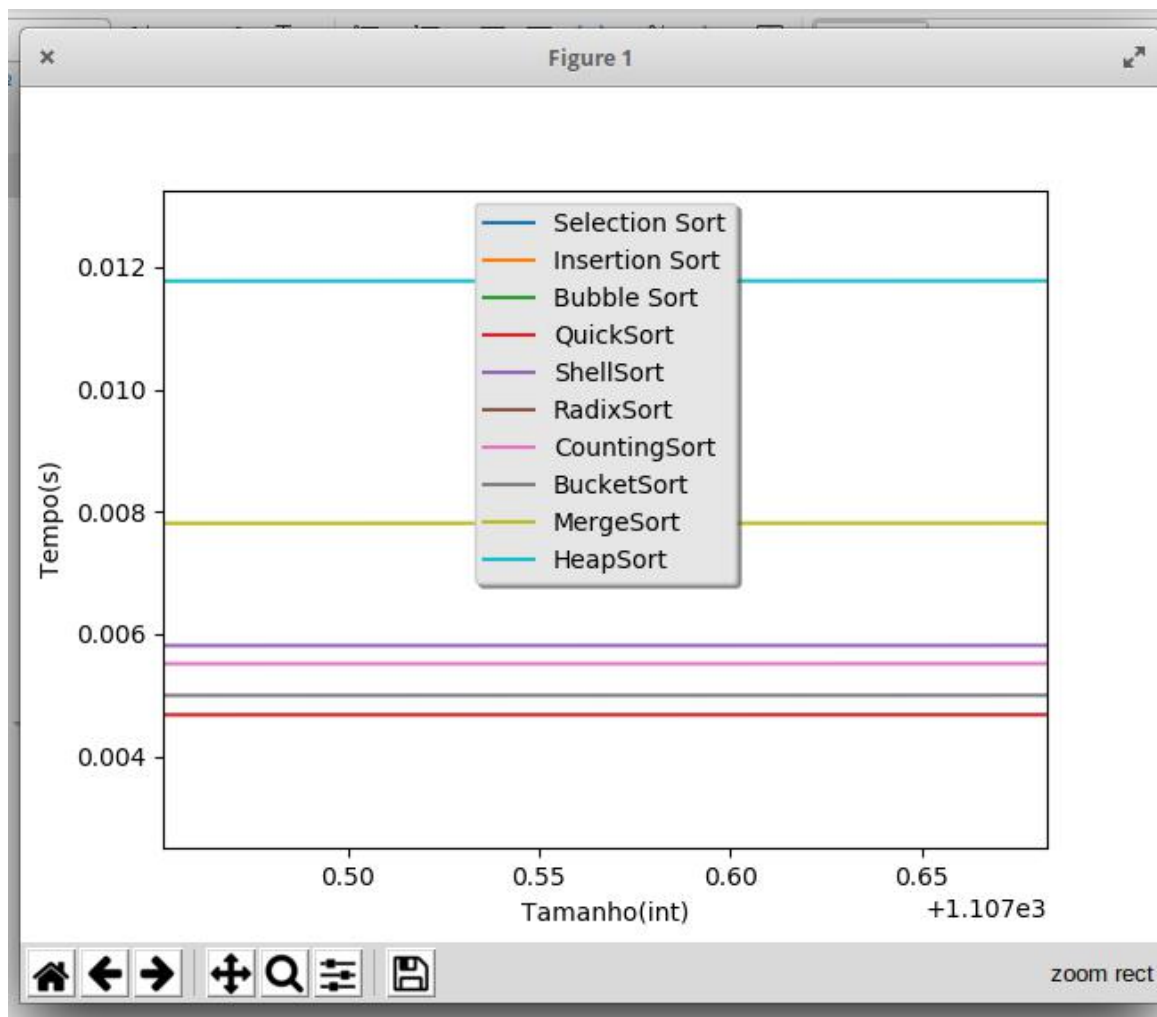 Figure 1
Selection Sort
Insertion Sort
Bubble Sort
QuickSort
ShellSort
RadixSort
CountingSort
BucketSort
MergeSort
HeapSort
0.012
0.010
0.008
0.006
0.004
Tempo(s)
0.50 0.55 0.60 0.65
Tamanho(int)
+1.107e3
zoom rect